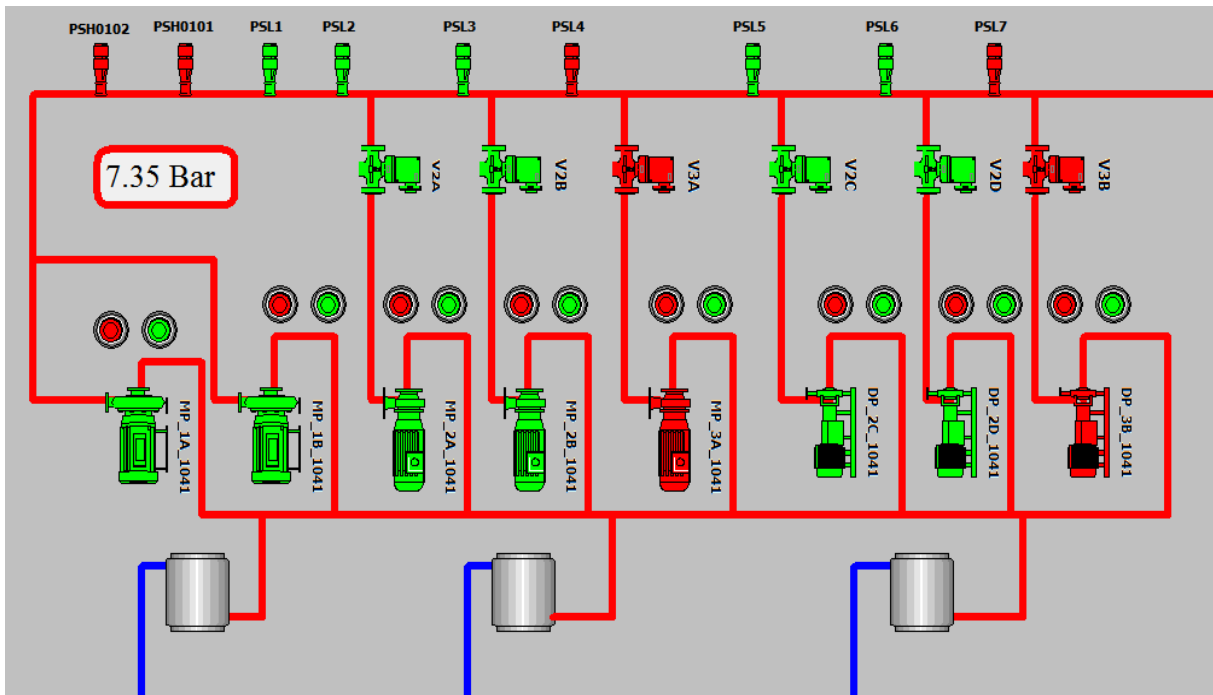 PSH0102
PSH0101
PSL1
PSL2
PSL3
PSL4
PSL5
PSL6
PSL7
7.35 Bar
V2A
V2B
V3A
V2C
V2D
V3B
MP_1A_1041
MP_1B_1041
MP_2A_1041
MP_2B_1041
MP_3A_1041
DP_2C_1041
DP_2D_1041
DP_3B_1041